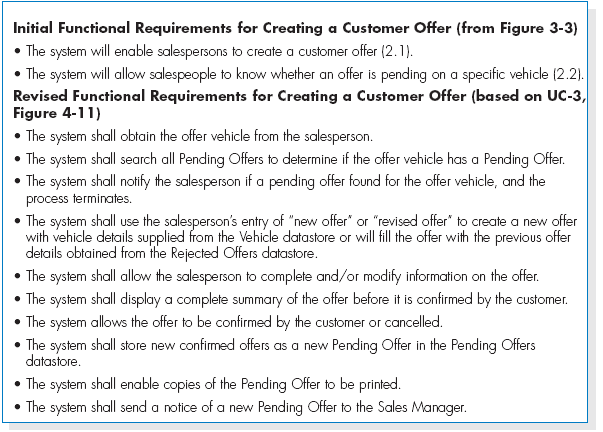 Initial Functional Requirements for Creating a Customer Offer (from Figure 3-3)
• The system will enable salespersons to create a customer offer (2.1).
• The system will allow salespeople to know whether an offer is pending on a specific vehicle (2.2).
Revised Functional Requirements for Creating a Customer Offer (based on UC-3,
Figure 4-11)
• The system shall obtain the offer vehicle from the salesperson.
• The system shall search all Pending Offers to determine if the offer vehicle has a Pending Offer.
• The system shall notify the salesperson if a pending offer found for the offer vehicle, and the
process terminates.
• The system shall use the salesperson's entry of "new offer" or "revised offer" to create a new offer
with vehicle details supplied from the Vehicle datastore or will fill the offer with the previous offer
details obtained from the Rejected Offers datastore.
• The system shall allow the salesperson to complete and/or modify information on the offer.
• The system shall display a complete summary of the offer before it is confirmed by the customer.
• The system allows the offer to be confirmed by the customer or cancelled.
• The system shall store new confirmed offers as a new Pending Offer in the Pending Offers
datastore.
• The system shall enable copies of the Pending Offer to be printed.
• The system shall send a notice of a new Pending Offer to the Sales Manager.